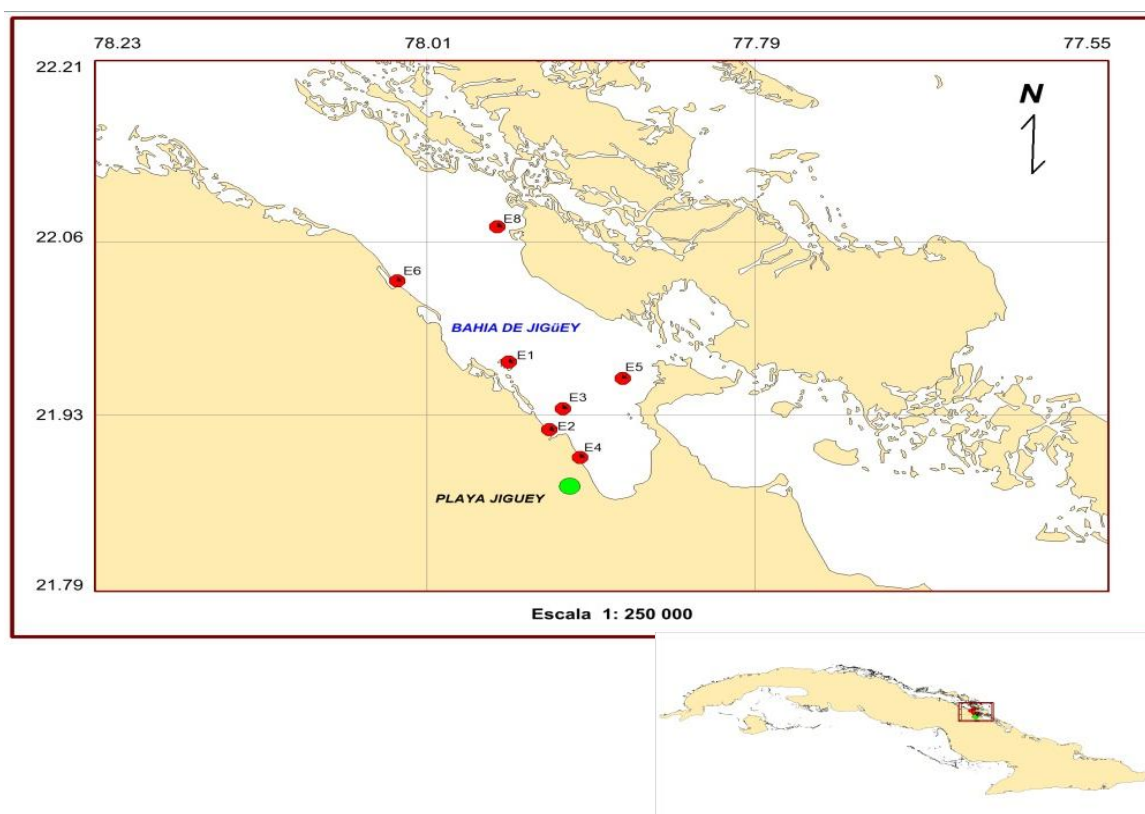 78.23 78.01 77.79 77.55
22.21
N
E8
22.06
E6
BAHIA DE JIGüEY
E1
E5
21.93
E3
E2
E4
PLAYA JIGUEY
21.79
Escala 1: 250 000